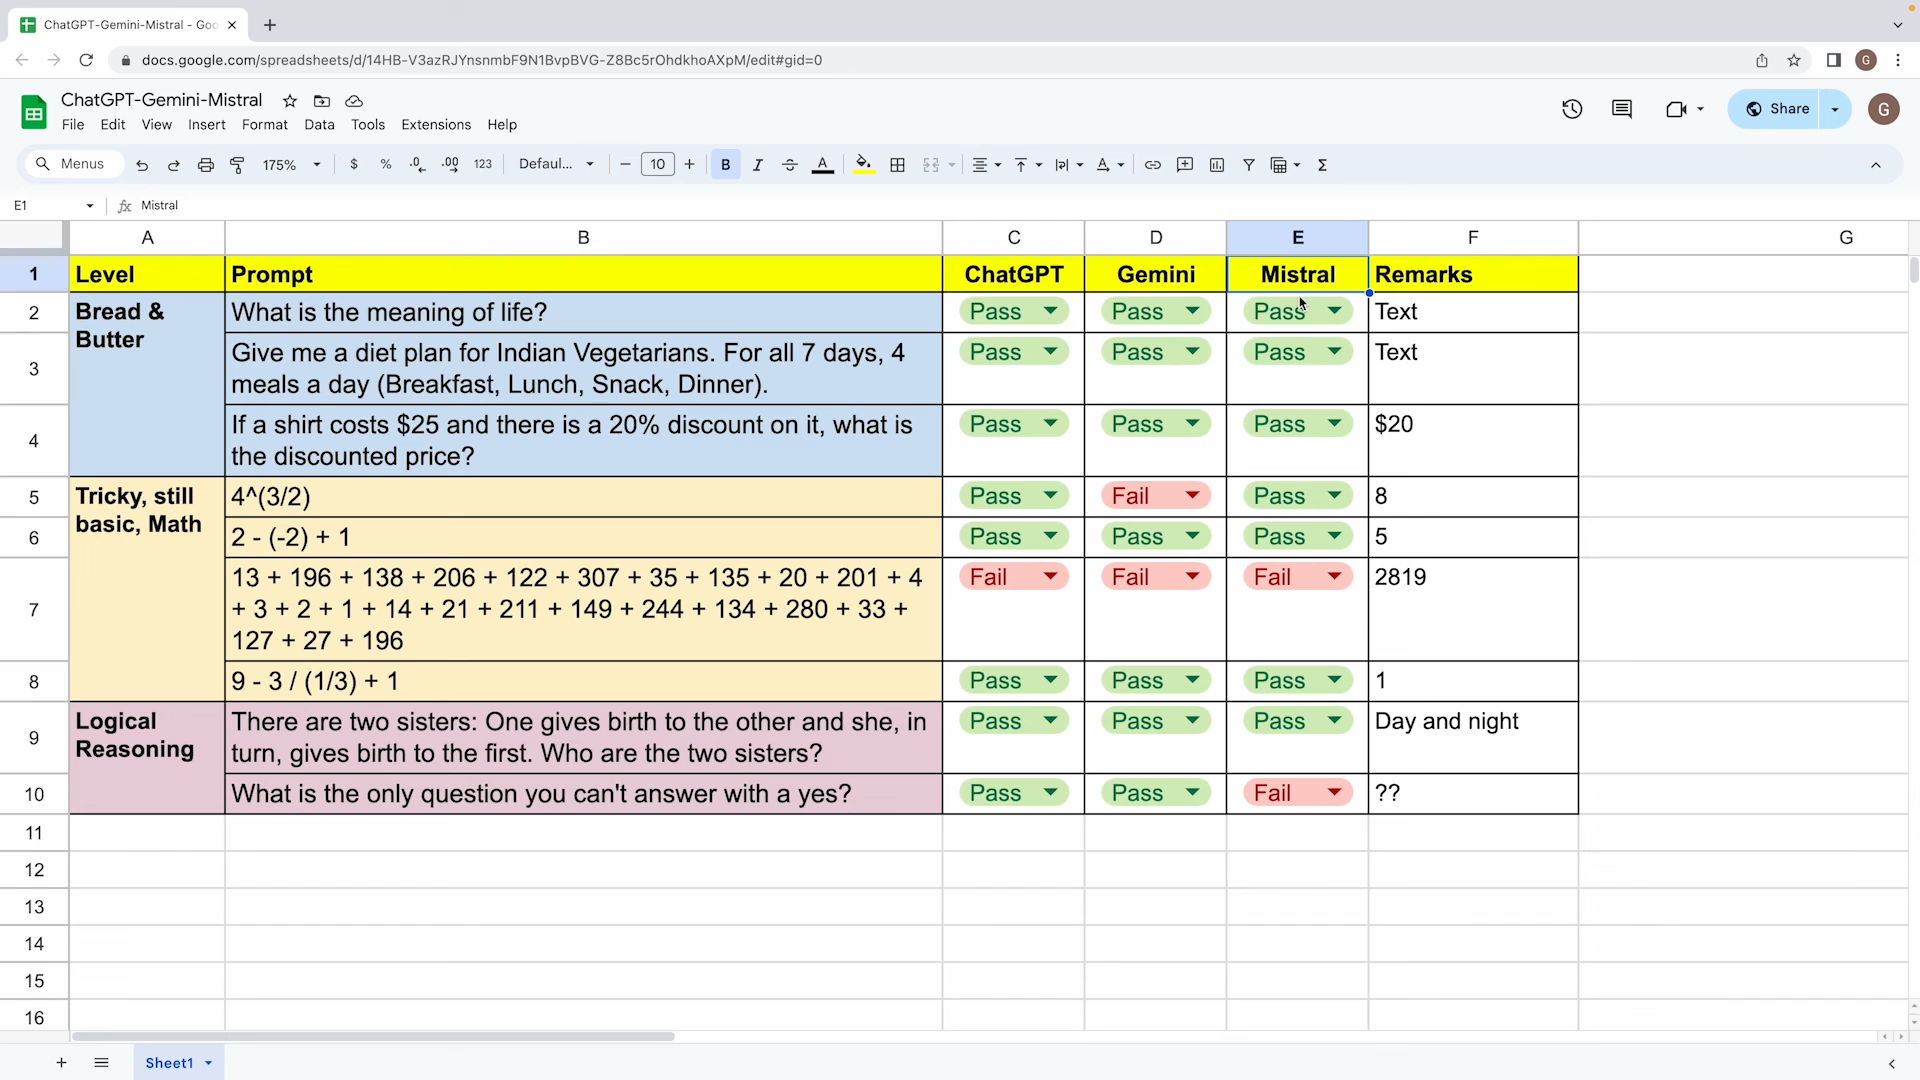 ChatGPT-Gemini-Mistral - Goo
docs.google.com/spreadsheets/d/14HB-V3azRJYnsnmbF9N1BvpBVG-Z8Bc5rOhdkhoAXpM/edit#gid=0
G
ChatGPT-Gemini-Mistral
File Edit View Insert Format Data Tools Extensions Help
Share
G
Menus 175% $ % .0 .00 123 Defaul... 10 B I S A Σ
E1 fx Mistral
A B C D E F G
1 Level Prompt ChatGPT Gemini Mistral Remarks
2 Bread & What is the meaning of life? Pass Pass Pass Text
Butter
3 Give me a diet plan for Indian Vegetarians. For all 7 days, 4 Pass Pass Pass Text
meals a day (Breakfast, Lunch, Snack, Dinner).
4 If a shirt costs $25 and there is a 20% discount on it, what is Pass Pass Pass $20
the discounted price?
5 Tricky, still 4^(3/2) Pass Fail Pass 8
basic, Math
6 2 - (-2) + 1 Pass Pass Pass 5
7 13 + 196 + 138 + 206 + 122 + 307 + 35 + 135 + 20 + 201 + 4 Fail Fail Fail 2819
+ 3 + 2 + 1 + 14 + 21 + 211 + 149 + 244 + 134 + 280 + 33 +
127 + 27 + 196
8 9 - 3 / (1/3) + 1 Pass Pass Pass 1
9 Logical There are two sisters: One gives birth to the other and she, in Pass Pass Pass Day and night
Reasoning turn, gives birth to the first. Who are the two sisters?
10 What is the only question you can't answer with a yes? Pass Pass Fail ??
11
12
13
14
15
16
Sheet1